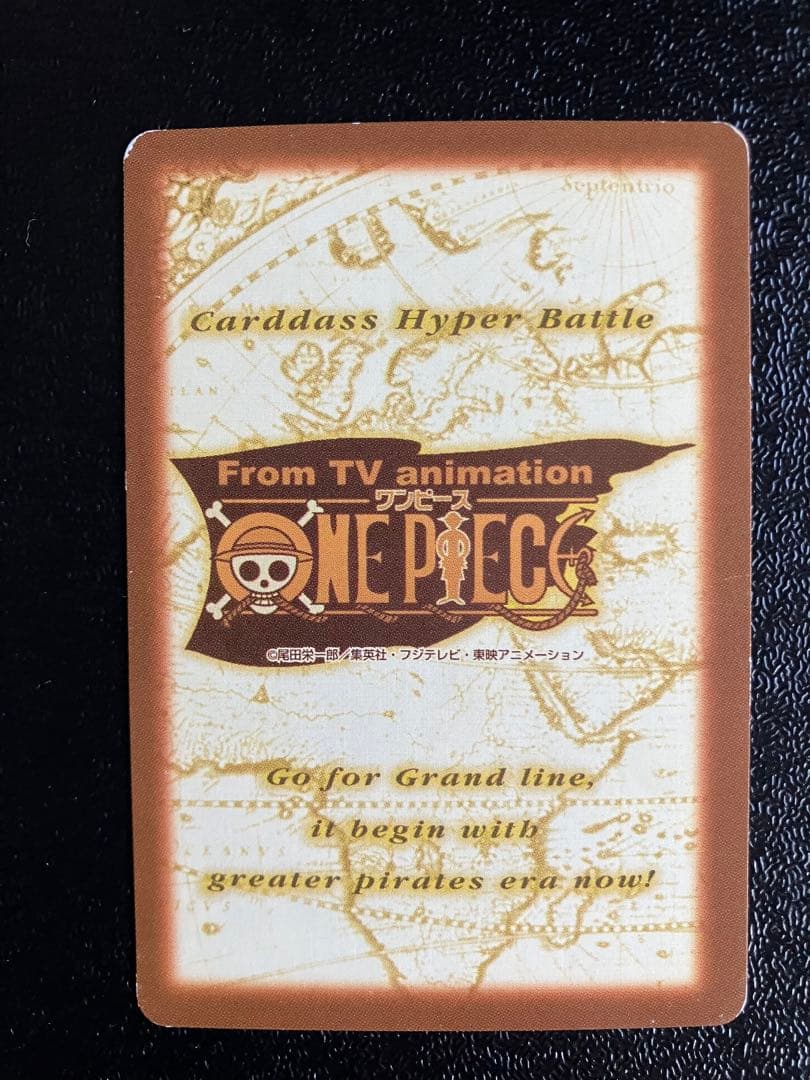 Septentrio
Carddass Hyper Battle
From TV animation
ワンピース
ONE PIECE
©尾田栄一郎／集英社・フジテレビ・東映アニメーション
Go for Grand line,
it begin with
greater pirates era now!